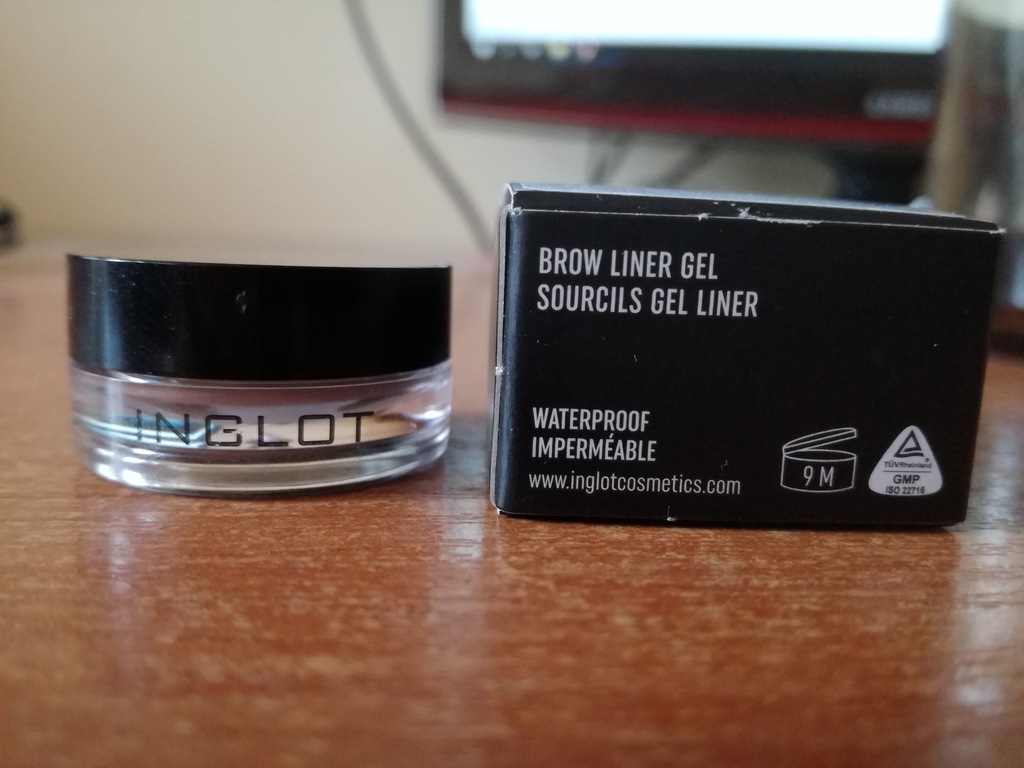 INGLOT
BROW LINER GEL
SOURCILS GEL LINER
WATERPROOF
IMPERMÉABLE
www.inglotcosmetics.com
9 M
TÜVRheinland
GMP
ISO 22716